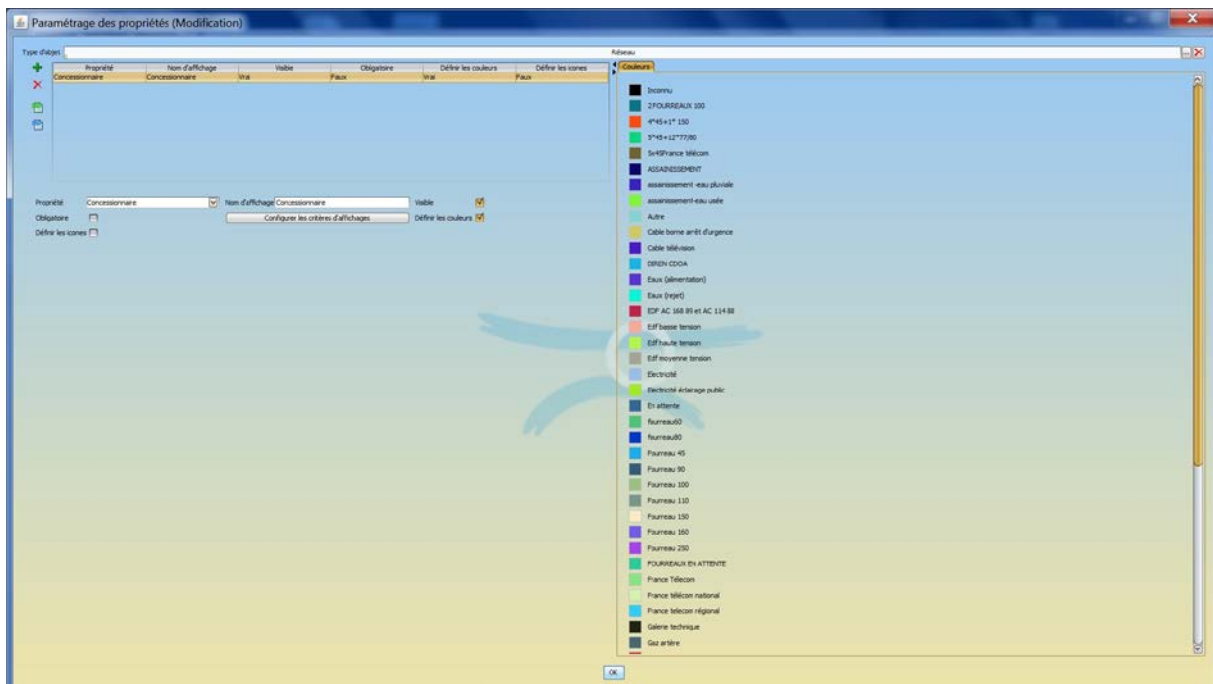 Paramétrage des propriétés (Modification)
Type d'objet Réseau ...
Propriété Nom d'affichage Visible Obligatoire Définir les couleurs Définir les icones
Concessionnaire Concessionnaire Vrai Faux Vrai Faux
Propriété Concessionnaire Nom d'affichage Concessionnaire Visible
Obligatoire Configurer les critères d'affichages Définir les couleurs
Définir les icones
Couleurs
Inconnu
2FOURREAUX 100
4*45+1* 150
5*45+12*77/80
5x45France télécom
ASSAINISSEMENT
assainissement -eau pluviale
assainissement-eau usée
Autre
Cable borne arrêt d'urgence
Cable télévision
DIREN CDOA
Eaux (alimentation)
Eaux (rejet)
EDF AC 168 89 et AC 114 88
Edf basse tension
Edf haute tension
Edf moyenne tension
Electricité
Electricité éclairage public
En attente
fourreau60
fourreau80
Fourreau 45
Fourreau 90
Fourreau 100
Fourreau 110
Fourreau 150
Fourreau 160
Fourreau 250
FOURREAUX EN ATTENTE
France Télecom
France télécom national
France telecom régional
Galerie technique
Gaz artère
OK